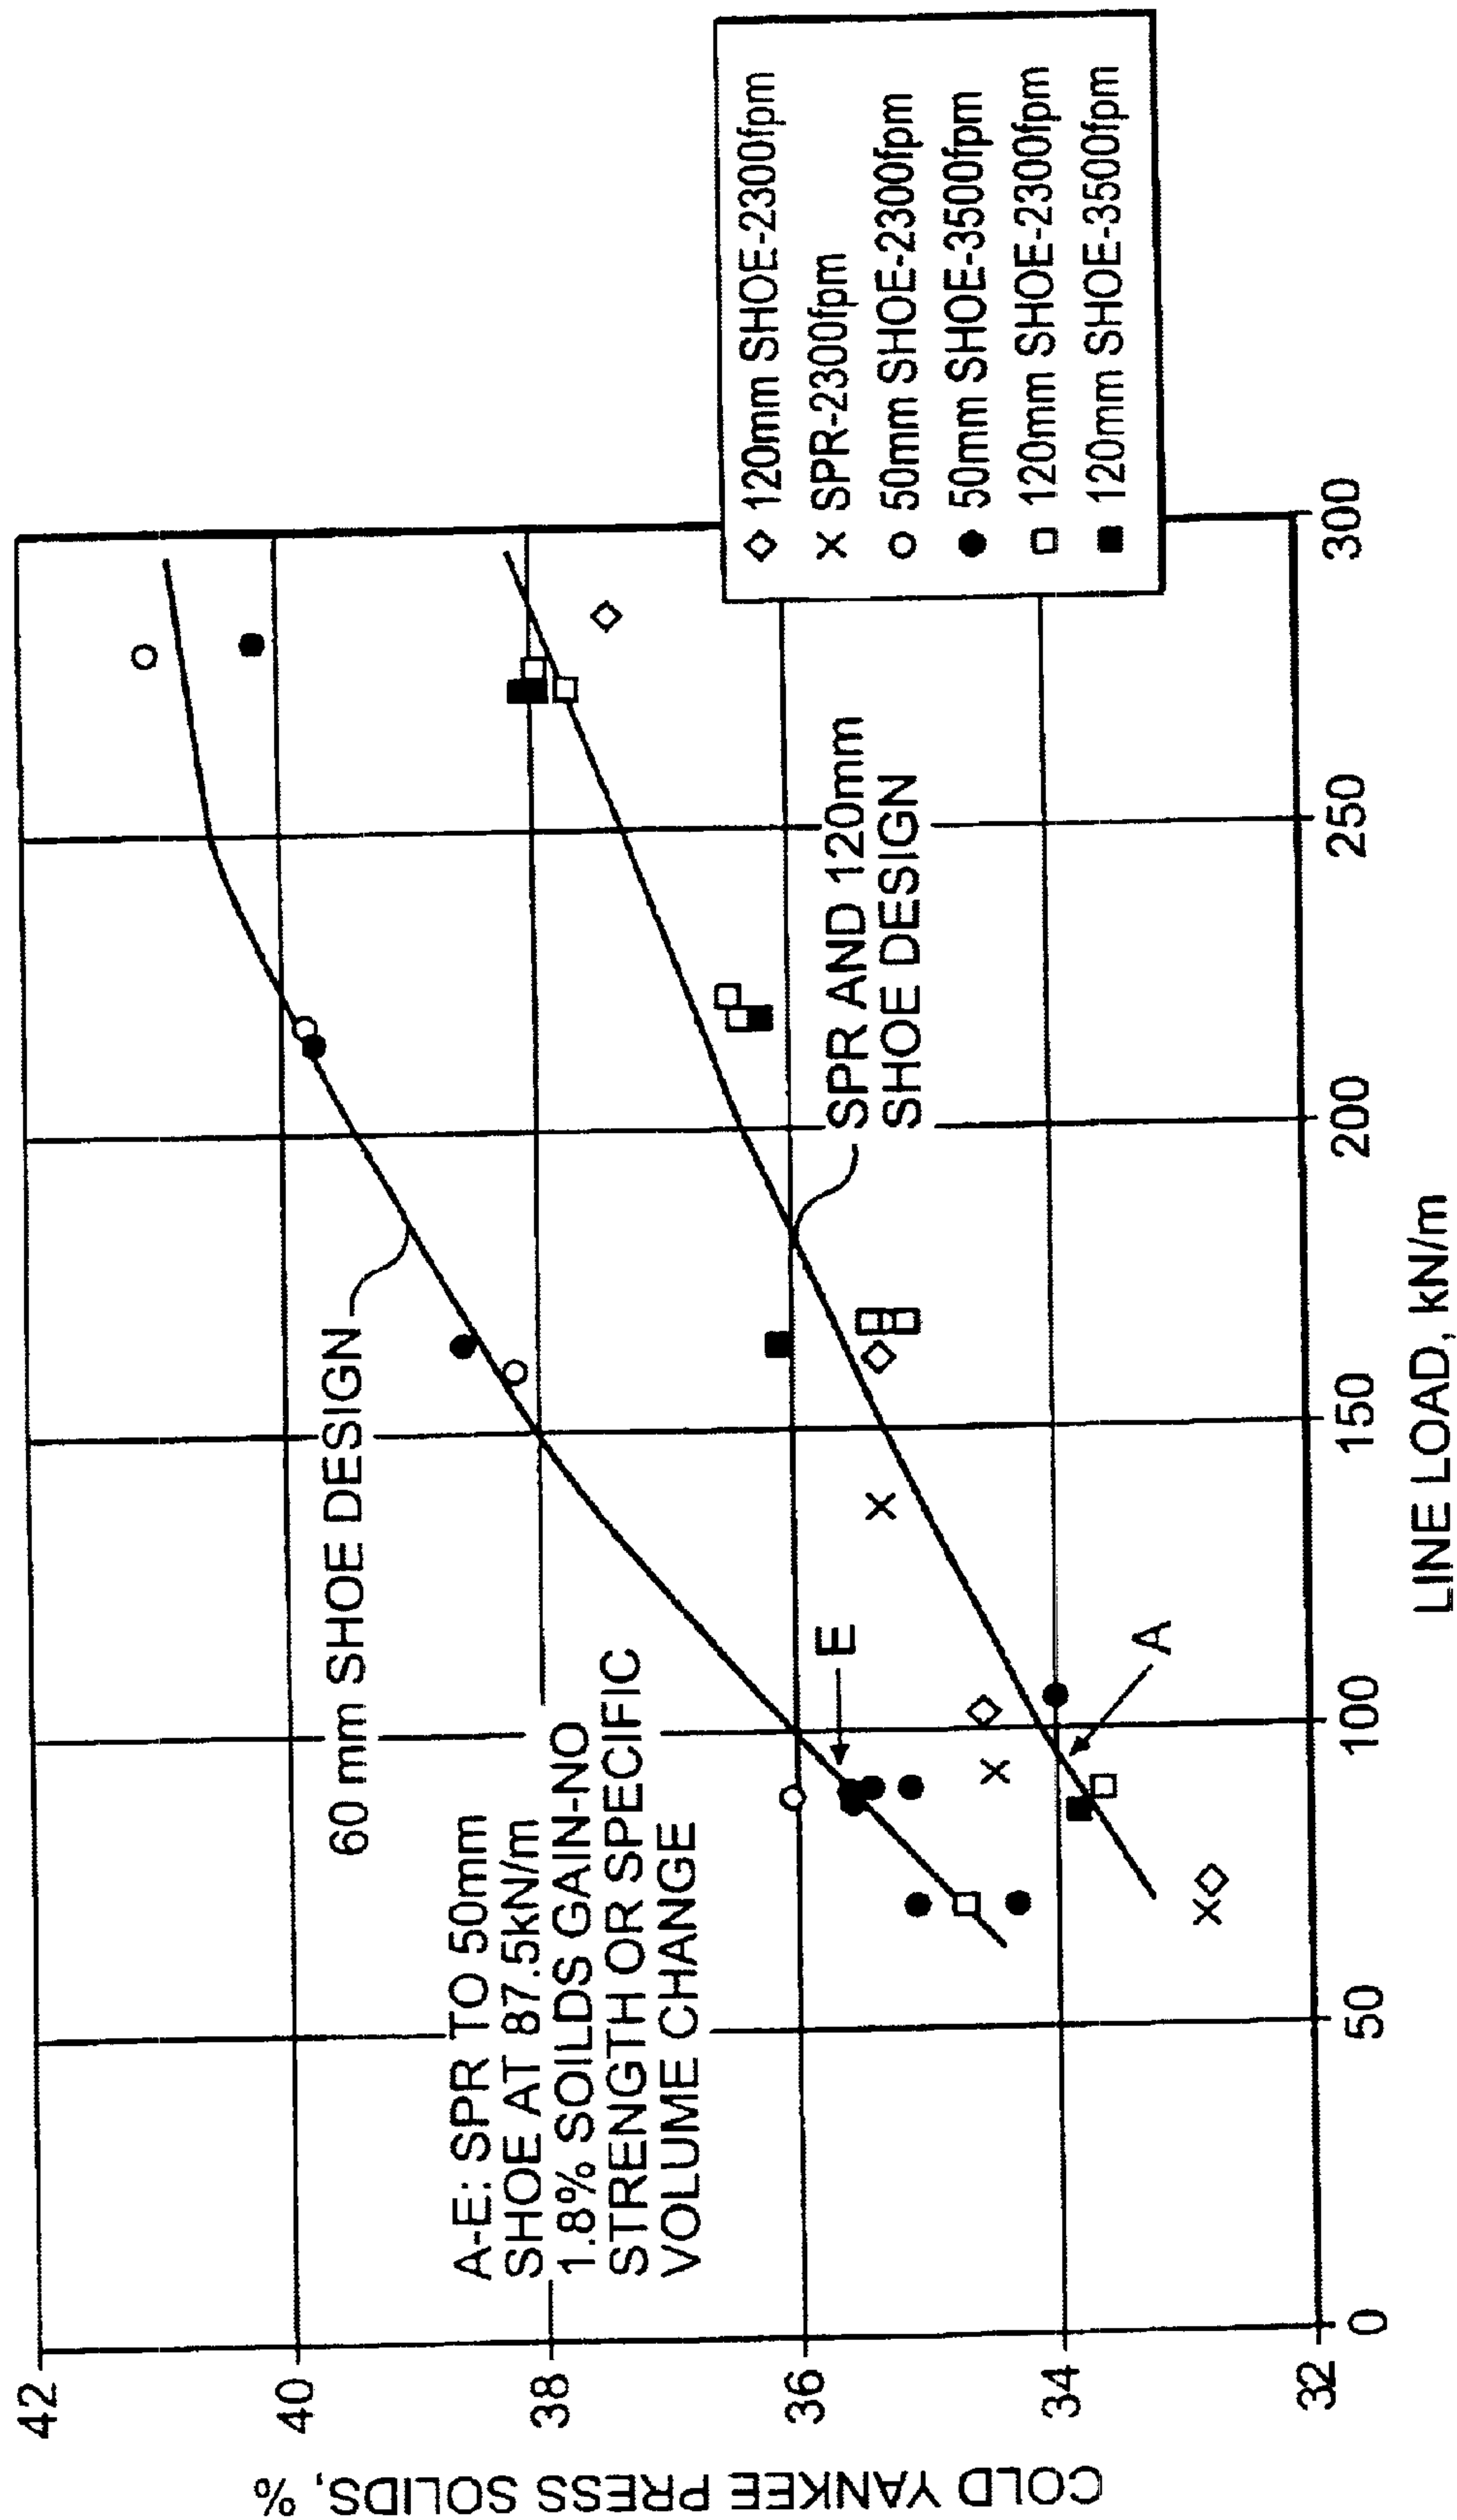 COLD YANKEE PRESS SOLIDS, %
42
40
38
36
34
32
0
50
100
150
200
250
300
LINE LOAD, kN/m
A-E: SPR TO 50mm
SHOE AT 87.5kN/m
1.8% SOILDS GAIN-NO
STRENGTH OR SPECIFIC
VOLUME CHANGE
60 mm SHOE DESIGN
E
A
SPR AND 120mm
SHOE DESIGN
120mm SHOE-2300fpm
SPR-2300fpm
50mm SHOE-2300fpm
50mm SHOE-3500fpm
120mm SHOE-2300fpm
120mm SHOE-3500fpm